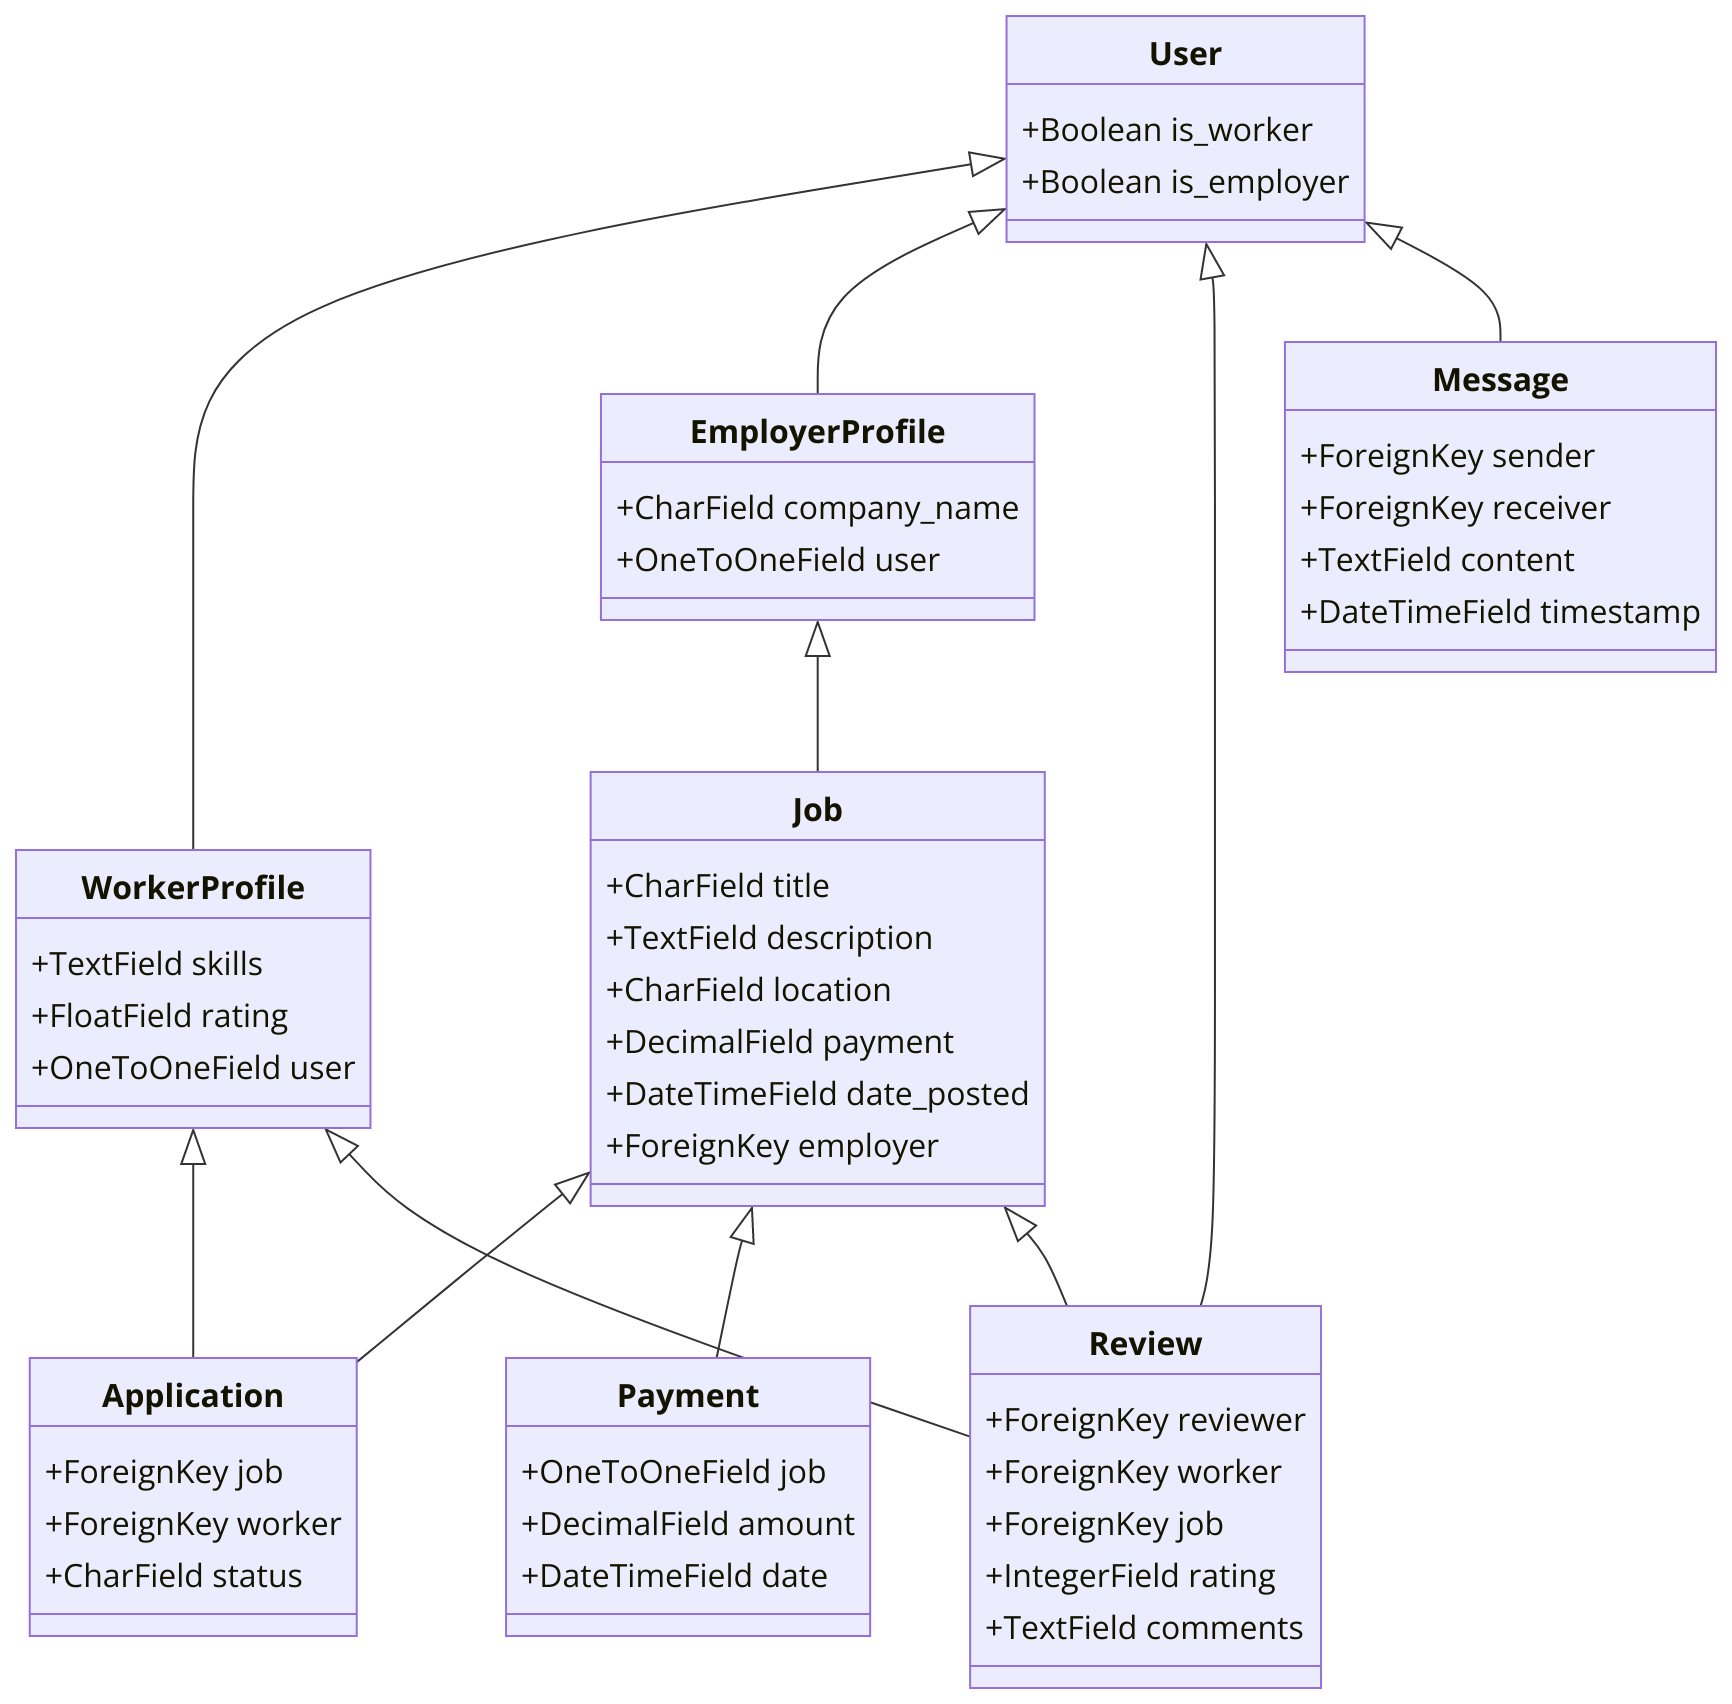 User
+Boolean is_worker
+Boolean is_employer
Message
+ForeignKey sender
+ForeignKey receiver
+TextField content
+DateTimeField timestamp
EmployerProfile
+CharField company_name
+OneToOneField user
Job
+CharField title
+TextField description
+CharField location
+DecimalField payment
+DateTimeField date_posted
+ForeignKey employer
WorkerProfile
+TextField skills
+FloatField rating
+OneToOneField user
Application
+ForeignKey job
+ForeignKey worker
+CharField status
Payment
+OneToOneField job
+DecimalField amount
+DateTimeField date
Review
+ForeignKey reviewer
+ForeignKey worker
+ForeignKey job
+IntegerField rating
+TextField comments